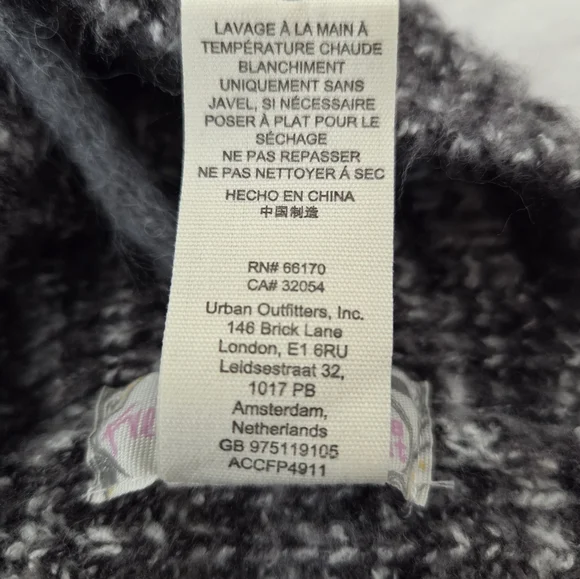 LAVAGE À LA MAIN À
TEMPÉRATURE CHAUDE
BLANCHIMENT
UNIQUEMENT SANS
JAVEL, SI NÉCESSAIRE
POSER À PLAT POUR LE
SÉCHAGE
NE PAS REPASSER
NE PAS NETTOYER Á SEC
HECHO EN CHINA
中国制造
RN# 66170
CA# 32054
Urban Outfitters, Inc.
146 Brick Lane
London, E1 6RU
Leidsestraat 32,
1017 PB
Amsterdam,
Netherlands
GB 975119105
ACCFP4911